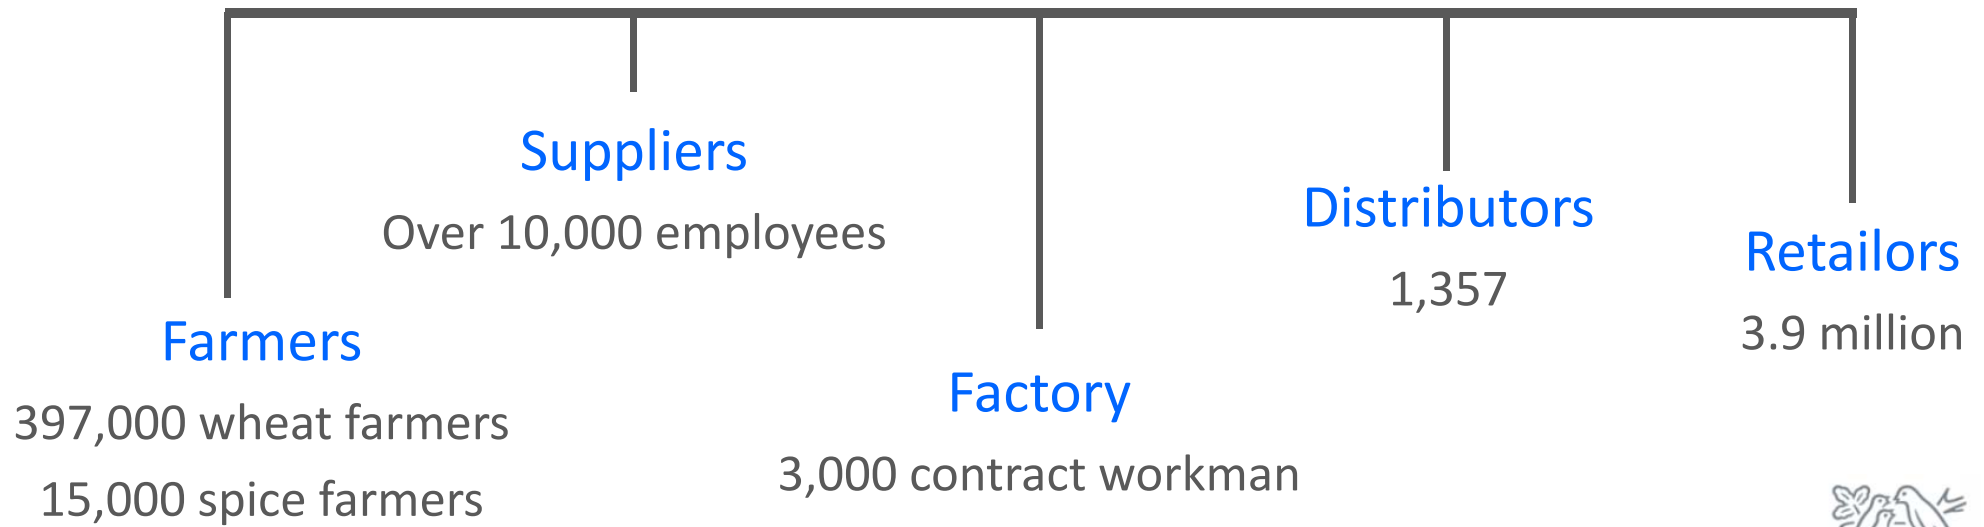 Farmers
397,000 wheat farmers
15,000 spice farmers
Suppliers
Over 10,000 employees
Factory
3,000 contract workman
Distributors
1,357
Retailors
3.9 million